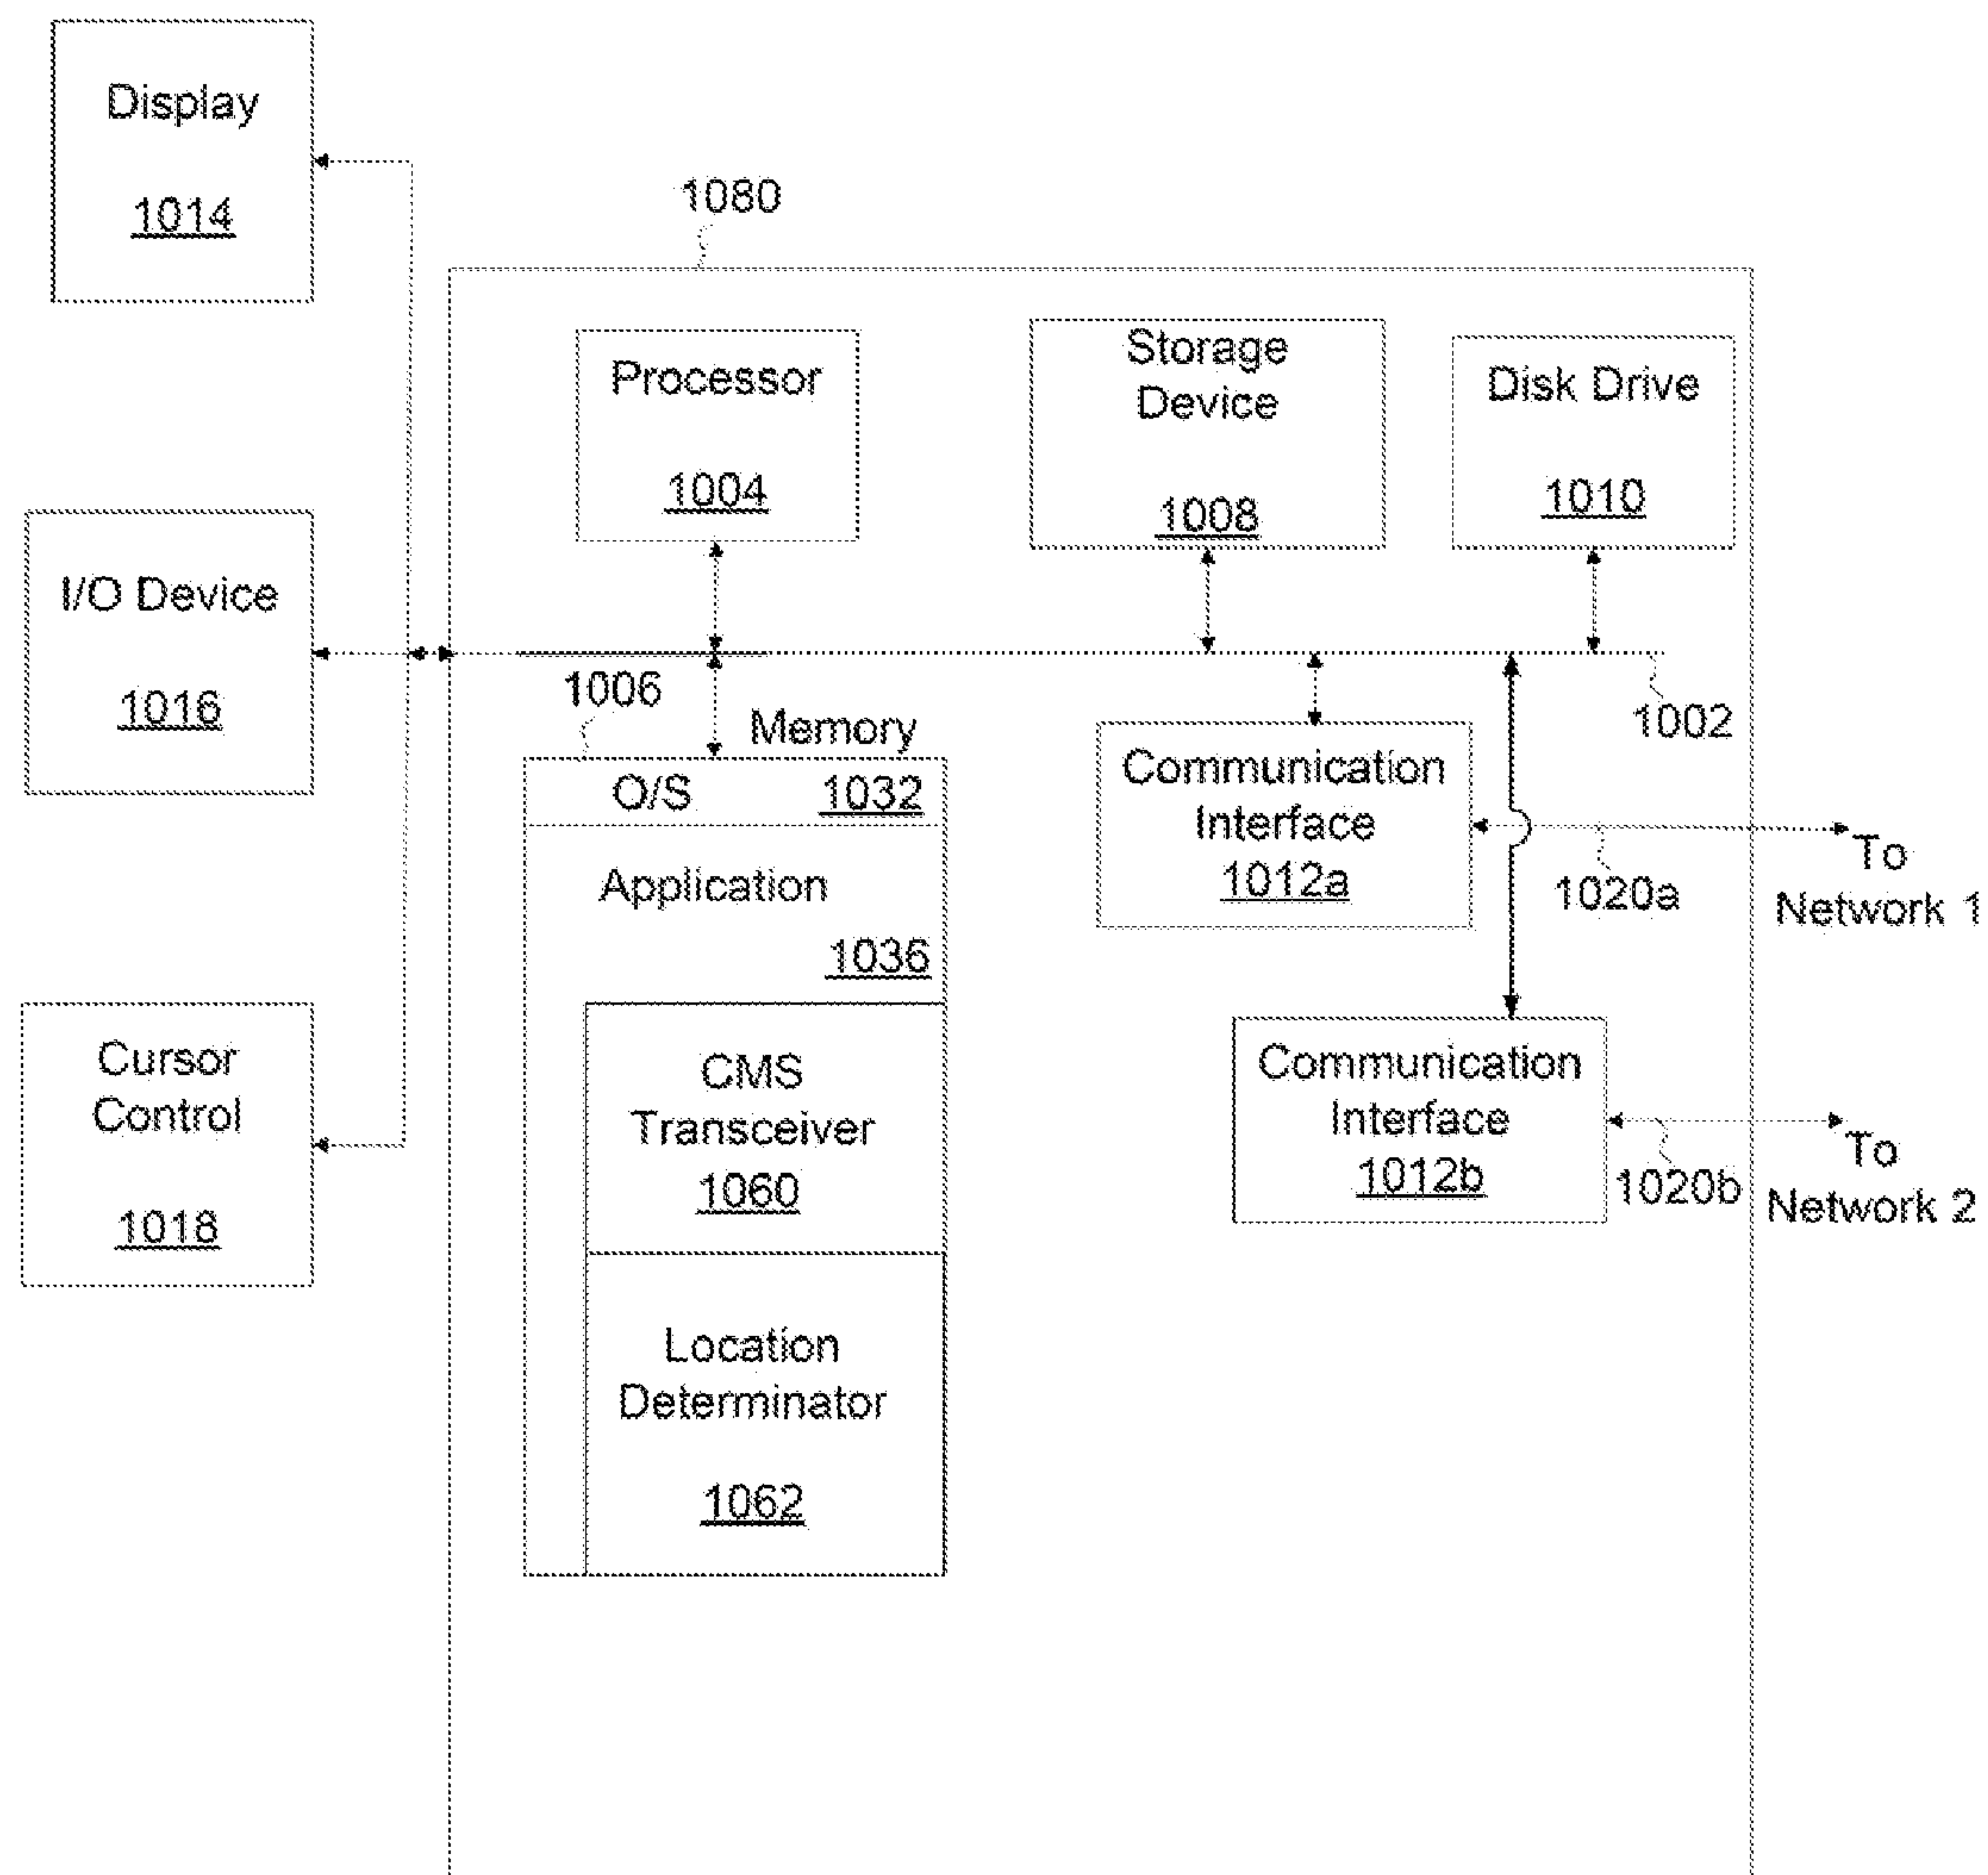 Display
1014
1080
Processor
1004
Storage
Device
1008
Disk Drive
1010
I/O Device
1016
1006
Memory
1002
O/S 1032
Application
1036
Communication
Interface
1012a
1020a
To
Network 1
Cursor
Control
1018
CMS
Transceiver
1060
Communication
Interface
1012b
1020b
To
Network 2
Location
Determinator
1062